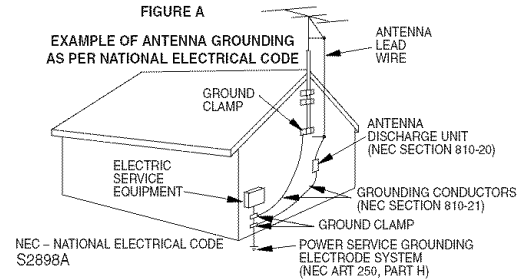 FIGURE A
EXAMPLE OF ANTENNA GROUNDING
AS PER NATIONAL ELECTRICAL CODE
ANTENNA
LEAD
WIRE
GROUND
CLAMP
ANTENNA
DISCHARGE UNIT
(NEC SECTION 810-20)
ELECTRIC
SERVICE
EQUIPMENT
GROUNDING CONDUCTORS
(NEC SECTION 810-21)
GROUND CLAMP
POWER SERVICE GROUNDING
ELECTRODE SYSTEM
(NEC ART 250, PART H)
NEC – NATIONAL ELECTRICAL CODE
S2898A